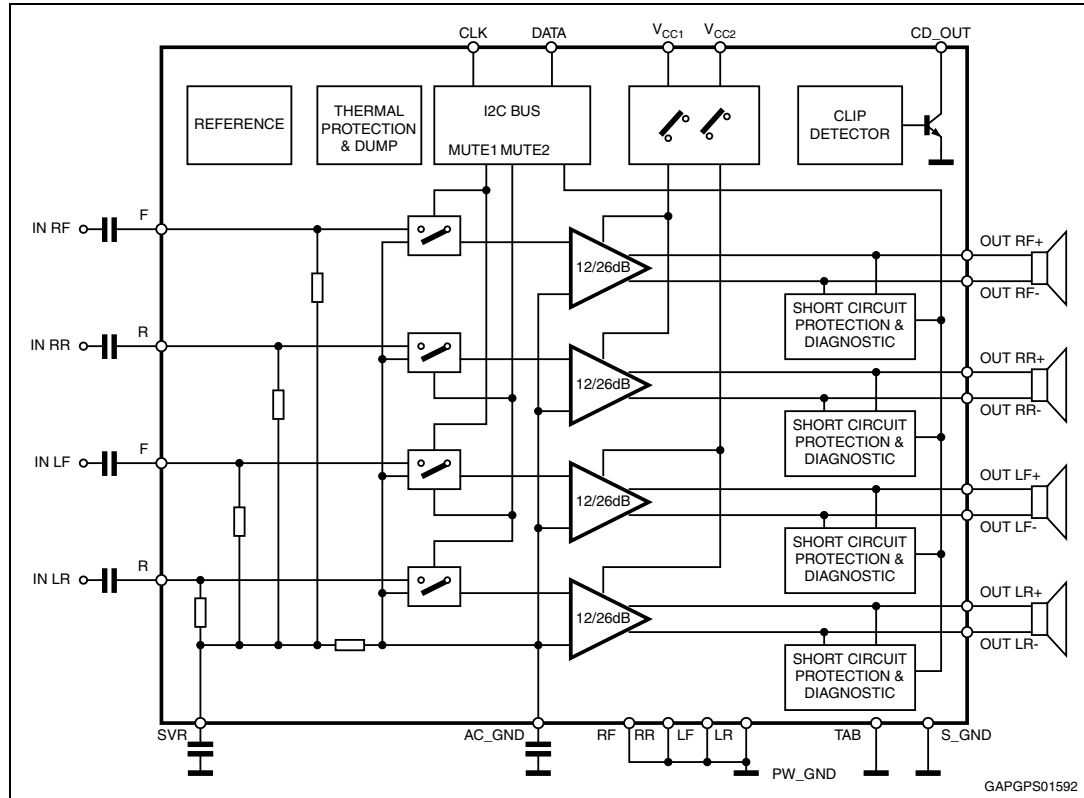 CLK
DATA
VCC1
VCC2
CD_OUT
REFERENCE
THERMAL
PROTECTION
& DUMP
I2C BUS
MUTE1 MUTE2
CLIP
DETECTOR
IN RF
F
12/26dB
OUT RF+
OUT RF-
SHORT CIRCUIT
PROTECTION &
DIAGNOSTIC
IN RR
R
12/26dB
OUT RR+
OUT RR-
SHORT CIRCUIT
PROTECTION &
DIAGNOSTIC
IN LF
F
12/26dB
OUT LF+
OUT LF-
SHORT CIRCUIT
PROTECTION &
DIAGNOSTIC
IN LR
R
12/26dB
OUT LR+
OUT LR-
SHORT CIRCUIT
PROTECTION &
DIAGNOSTIC
SVR
AC_GND
RF
RR
LF
LR
PW_GND
TAB
S_GND
GAPGPS01592